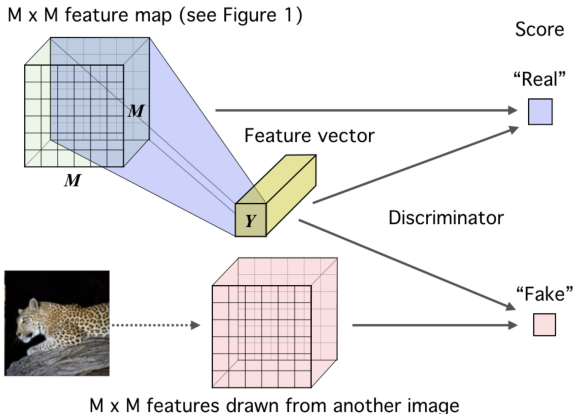 M x M feature map (see Figure 1)
Score
“Real”
M
M
Feature vector
Y
Discriminator
“Fake”
M x M features drawn from another image